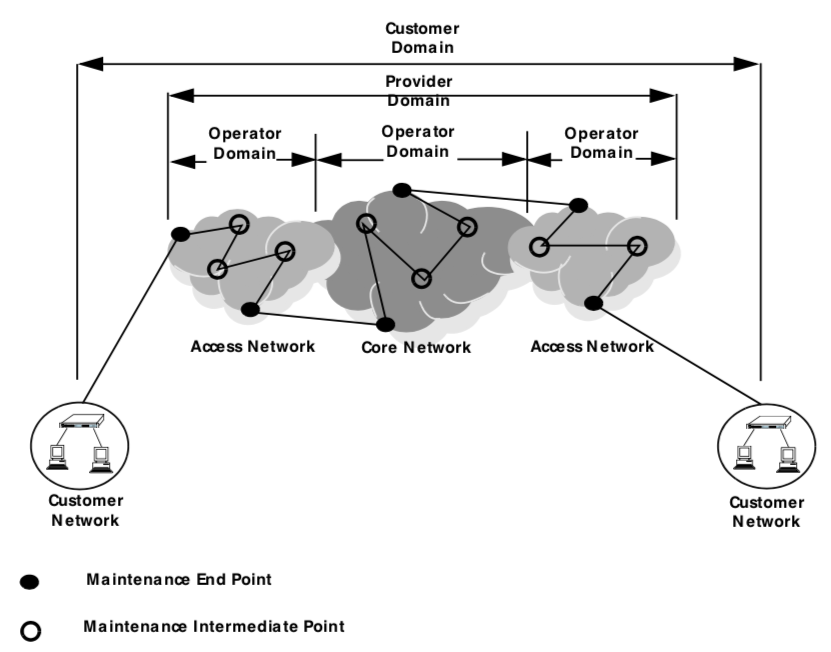 Customer
Domain
Provider
Domain
Operator
Domain
Operator
Domain
Operator
Domain
Access Network
Core Network
Access Network
Customer
Network
Customer
Network
Maintenance End Point
Maintenance Intermediate Point